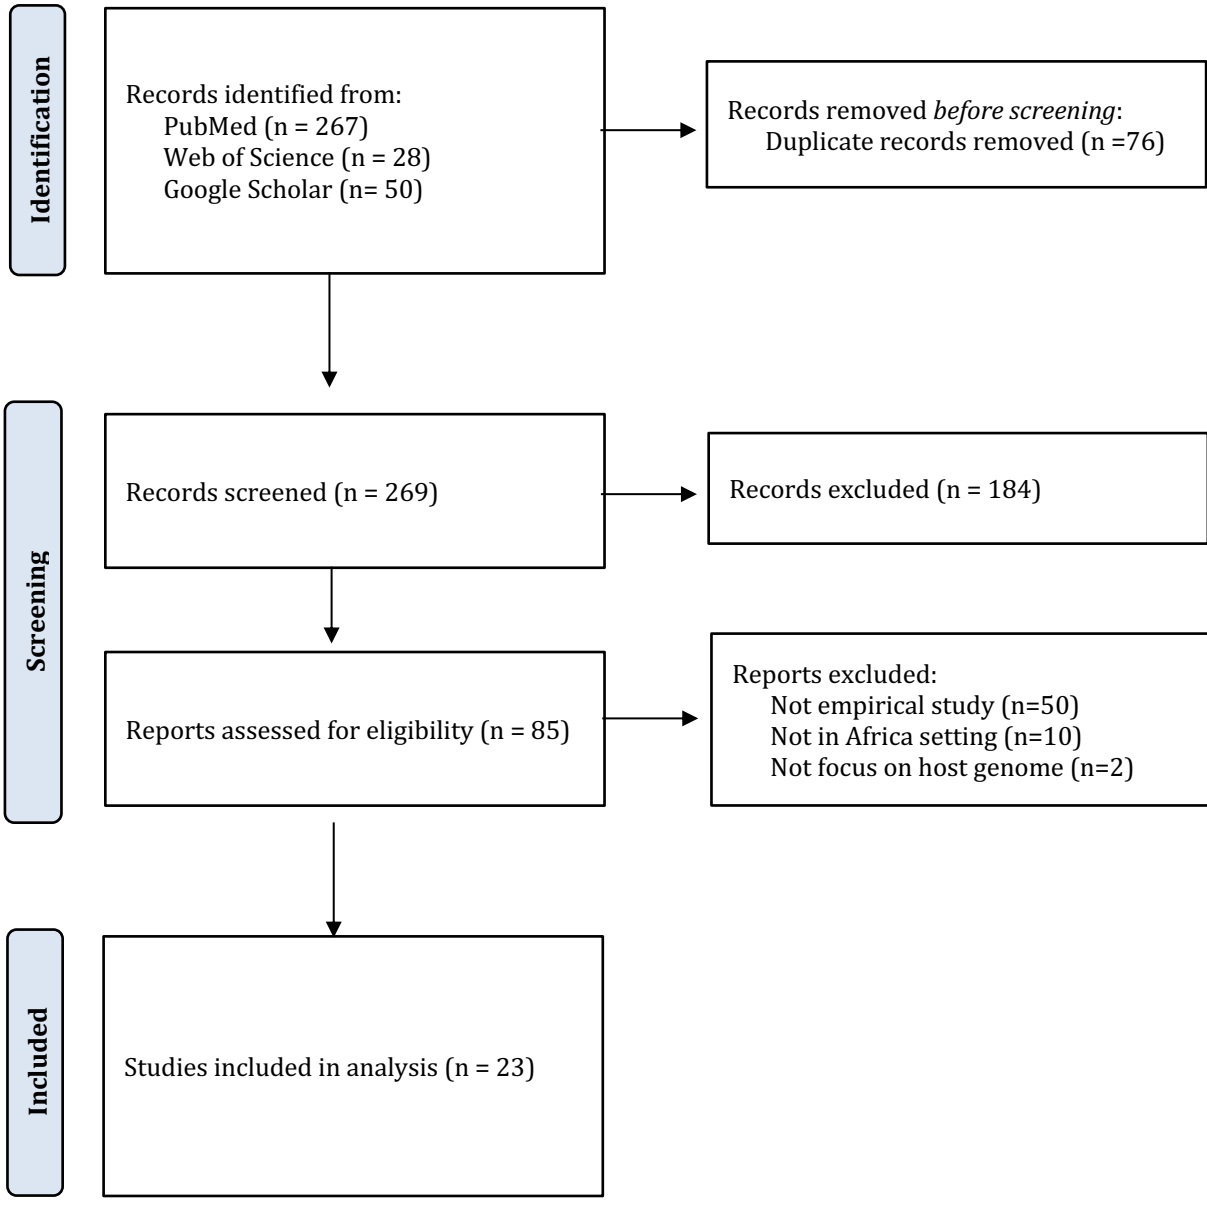 Identification
Records identified from:
PubMed (n = 267)
Web of Science (n = 28)
Google Scholar (n= 50)
Records removed before screening:
Duplicate records removed (n =76)
Screening
Records screened (n = 269)
Records excluded (n = 184)
Reports assessed for eligibility (n = 85)
Reports excluded:
Not empirical study (n=50)
Not in Africa setting (n=10)
Not focus on host genome (n=2)
Included
Studies included in analysis (n = 23)